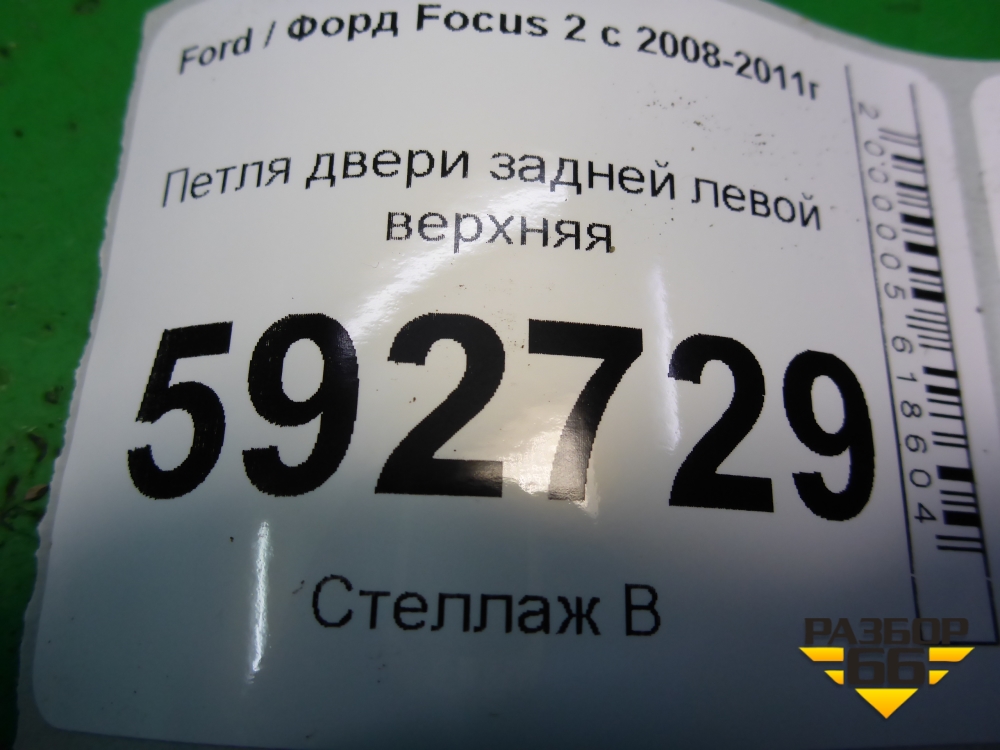 Ford / Форд Focus 2 с 2008-2011г
Петля двери задней левой
верхняя
592729
Стеллаж В
2000005618604
РАЗБОР
66